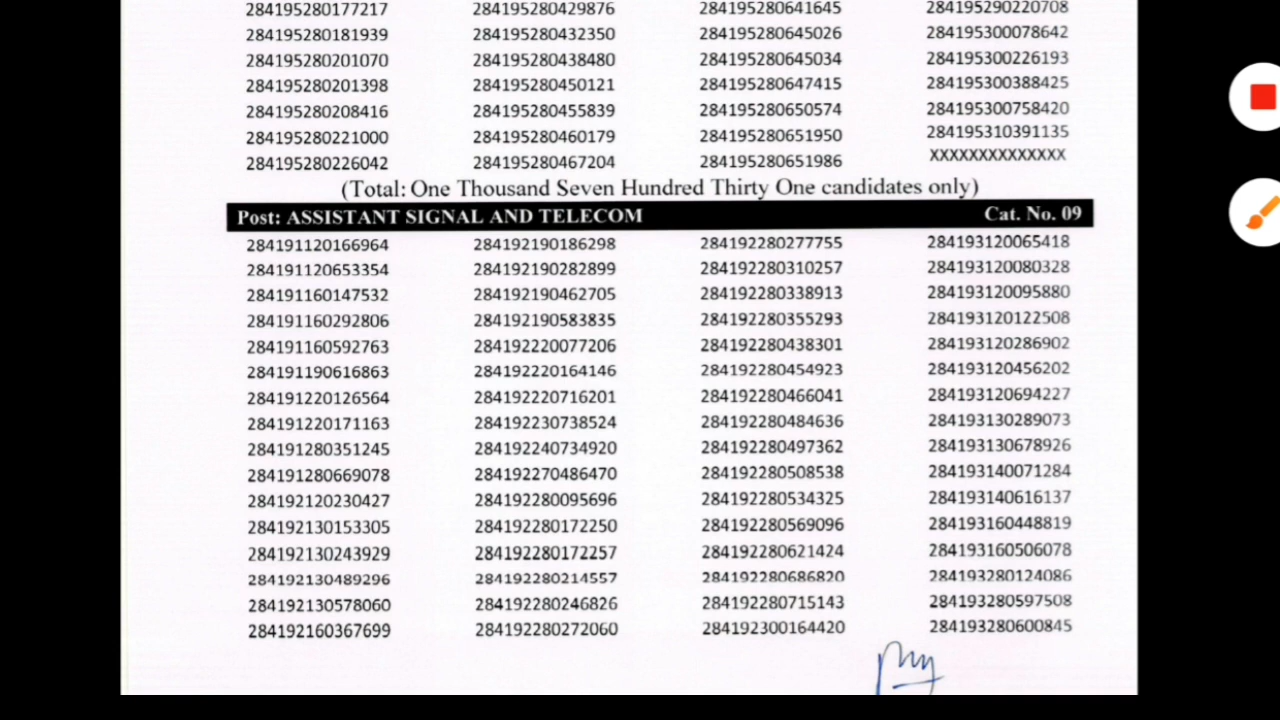 284195280177217 284195280429876 284195280641645 284195290220708
284195280181939 284195280432350 284195280645026 284195300078642
284195280201070 284195280438480 284195280645034 284195300226193
284195280201398 284195280450121 284195280647415 284195300388425
284195280208416 284195280455839 284195280650574 284195300758420
284195280221000 284195280460179 284195280651950 284195310391135
284195280226042 284195280467204 284195280651986 XXXXXXXXXXXXXX
(Total: One Thousand Seven Hundred Thirty One candidates only)
Post: ASSISTANT SIGNAL AND TELECOM Cat. No. 09
284191120166964 284192190186298 284192280277755 284193120065418
284191120653354 284192190282899 284192280310257 284193120080328
284191160147532 284192190462705 284192280338913 284193120095880
284191160292806 284192190583835 284192280355293 284193120122508
284191160592763 284192220077206 284192280438301 284193120286902
284191190616863 284192220164146 284192280454923 284193120456202
284191220126564 284192220716201 284192280466041 284193120694227
284191220171163 284192230738524 284192280484636 284193130289073
284191280351245 284192240734920 284192280497362 284193130678926
284191280669078 284192270486470 284192280508538 284193140071284
284192120230427 284192280095696 284192280534325 284193140616137
284192130153305 284192280172250 284192280569096 284193160448819
284192130243929 284192280172257 284192280621424 284193160506078
284192130489296 284192280214557 284192280686820 284193280124086
284192130578060 284192280246826 284192280715143 284193280597508
284192160367699 284192280272060 284192300164420 284193280600845